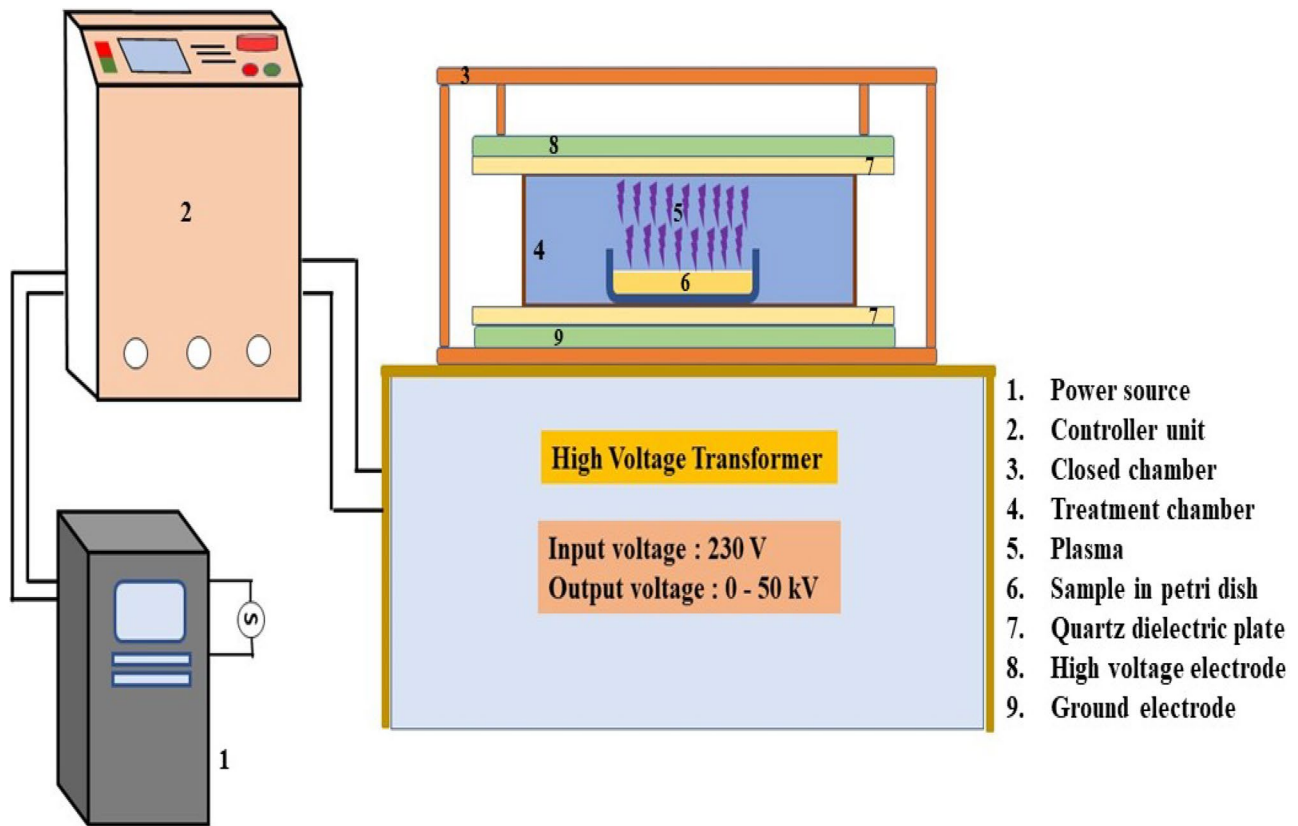 3
8
7
2
5
4
6
7
9
High Voltage Transformer
Input voltage : 230 V
Output voltage : 0 - 50 kV
S
1
1. Power source
2. Controller unit
3. Closed chamber
4. Treatment chamber
5. Plasma
6. Sample in petri dish
7. Quartz dielectric plate
8. High voltage electrode
9. Ground electrode